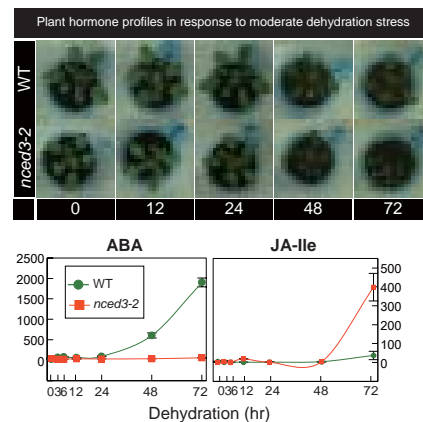 Plant hormone profiles in response to moderate dehydration stress
WT
nced3-2
0 12 24 48 72
ABA JA-Ile
2500
2000
1500
1000
500
0
WT
nced3-2
500
400
300
200
100
0
0 3 6 12 24 48 72 0 3 6 12 24 48 72
Dehydration (hr)